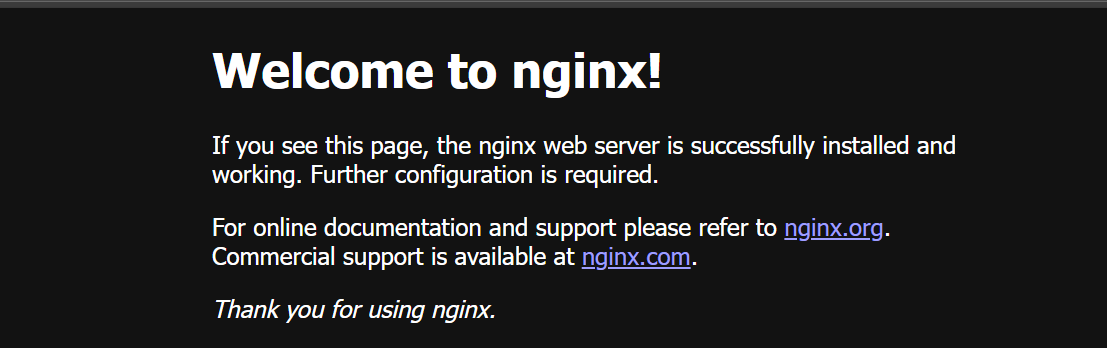 Welcome to nginx!
If you see this page, the nginx web server is successfully installed and
working. Further configuration is required.
For online documentation and support please refer to nginx.org.
Commercial support is available at nginx.com.
Thank you for using nginx.